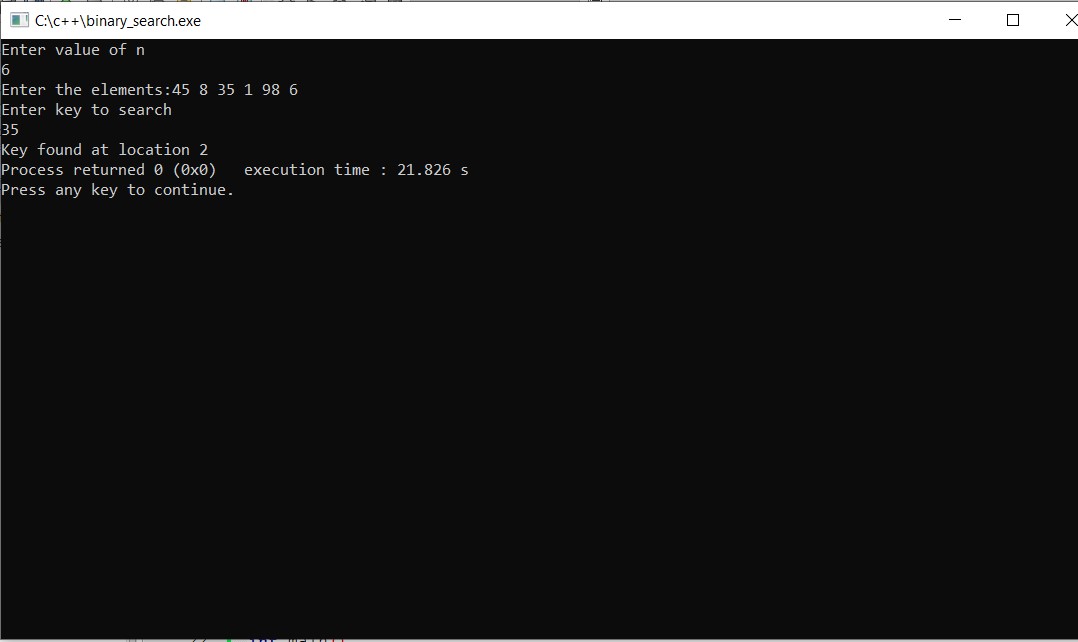 C:\c++\binary_search.exe
Enter value of n
6
Enter the elements:45 8 35 1 98 6
Enter key to search
35
Key found at location 2
Process returned 0 (0x0)   execution time : 21.826 s
Press any key to continue.